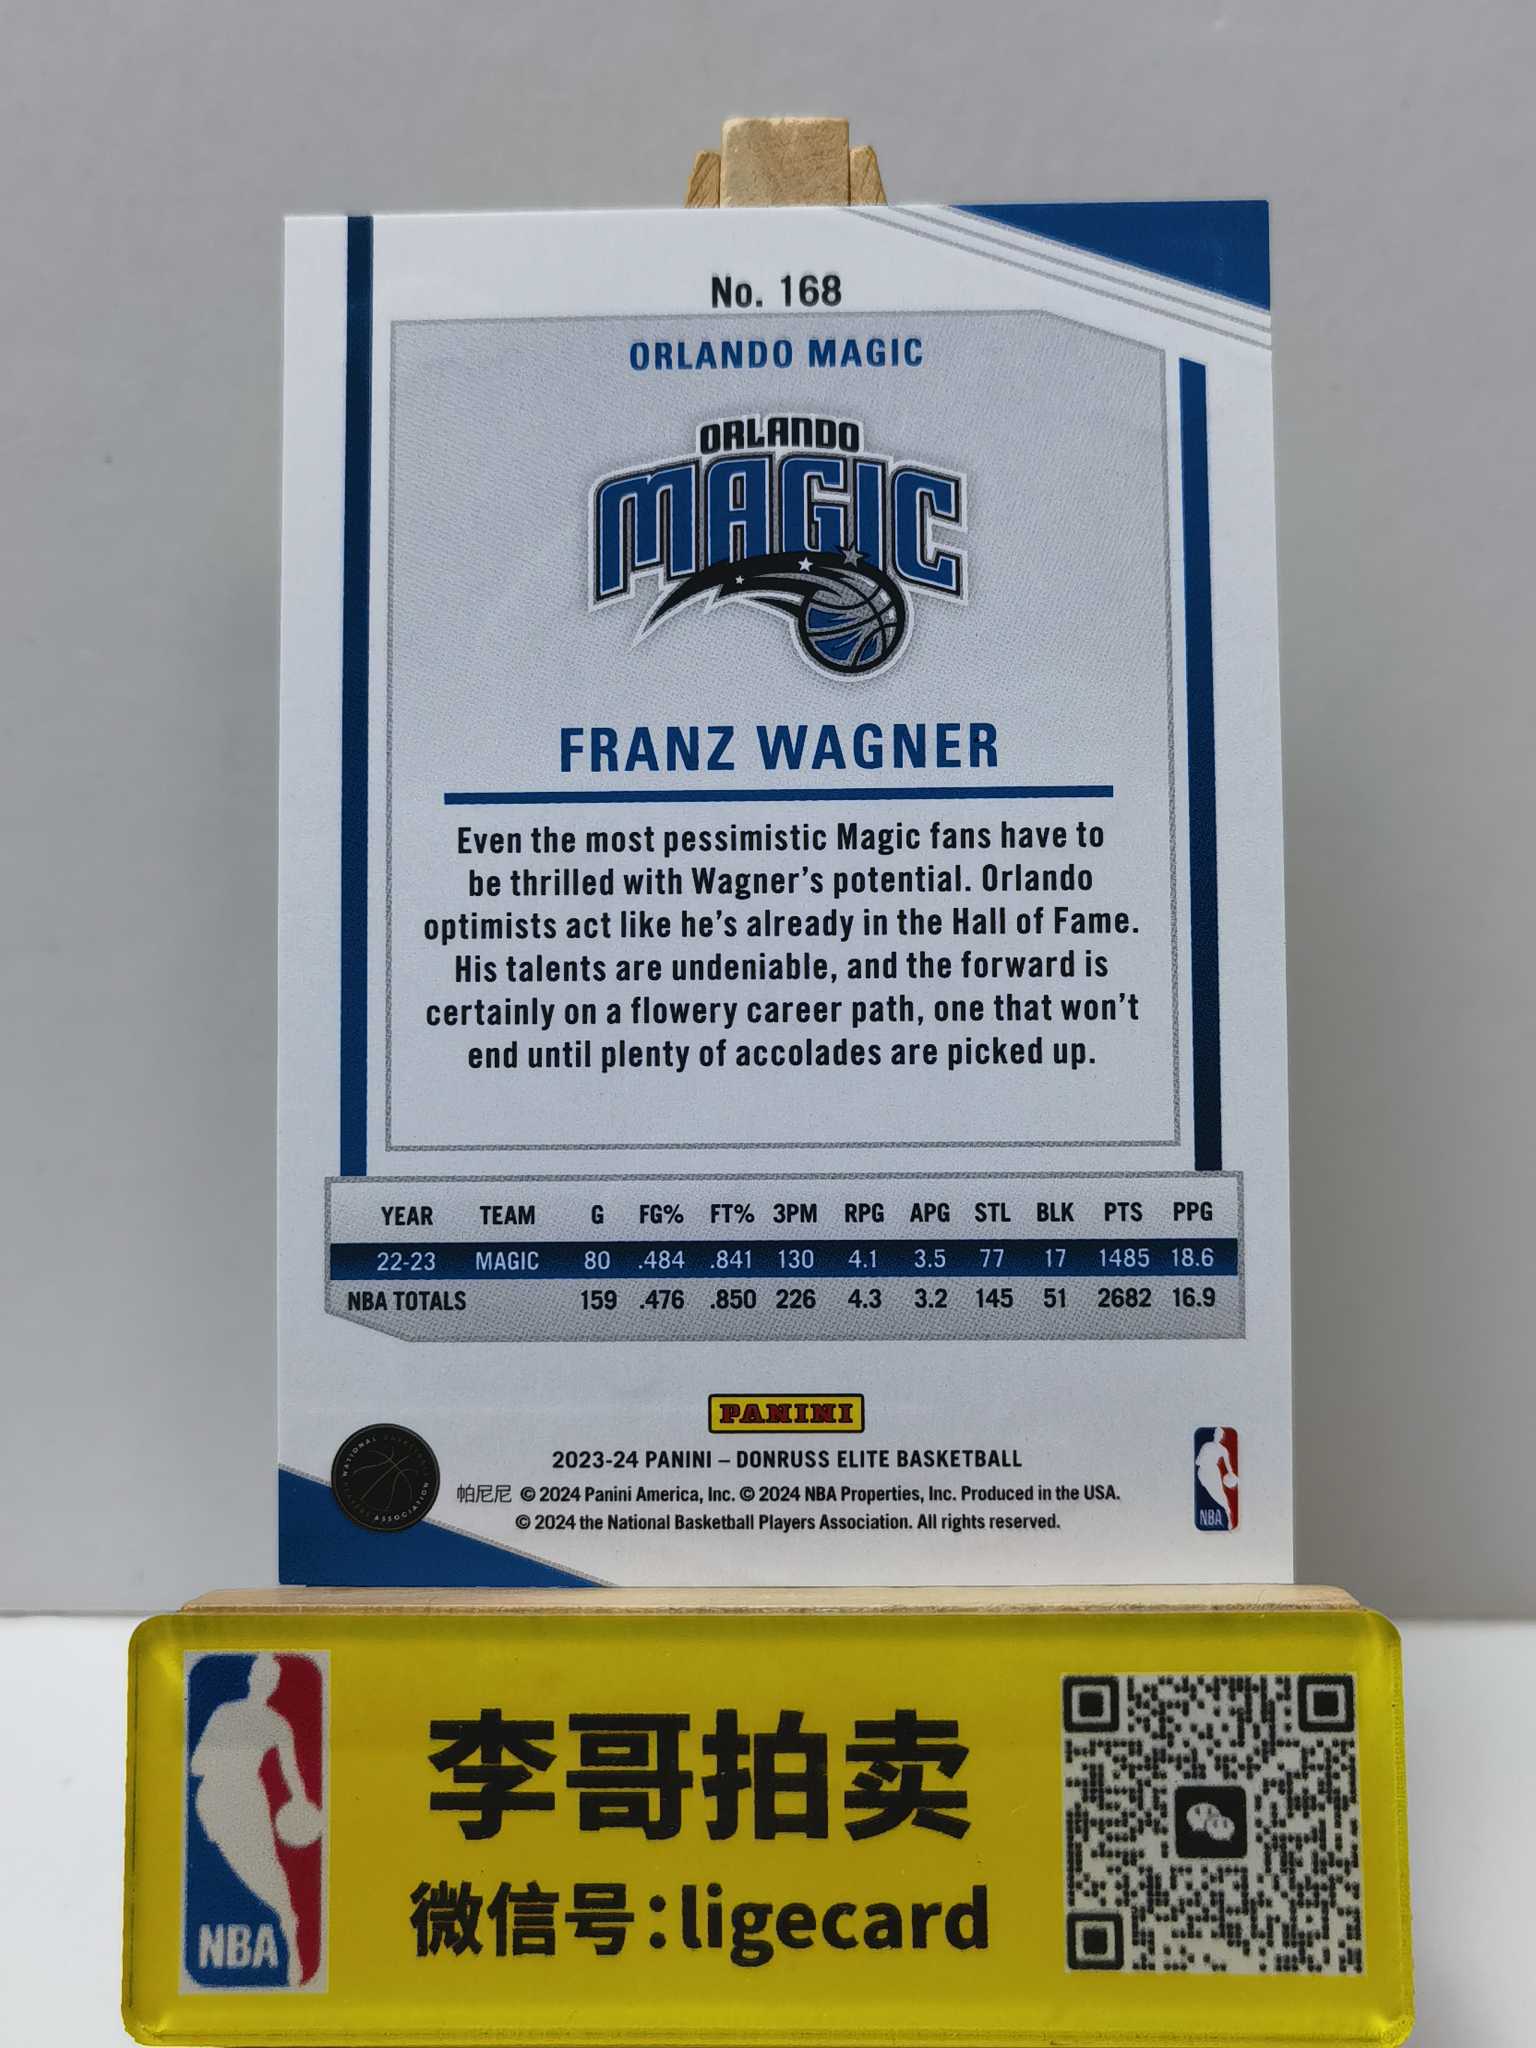 No. 168
ORLANDO MAGIC
ORLANDO
MAGIC
FRANZ WAGNER
Even the most pessimistic Magic fans have to
be thrilled with Wagner's potential. Orlando
optimists act like he's already in the Hall of Fame.
His talents are undeniable, and the forward is
certainly on a flowery career path, one that won't
end until plenty of accolades are picked up.
YEAR TEAM G FG% FT% 3PM RPG APG STL BLK PTS PPG
22-23 MAGIC 80 .484 .841 130 4.1 3.5 77 17 1485 18.6
NBA TOTALS 159 .476 .850 226 4.3 3.2 145 51 2682 16.9
PANINI
2023-24 PANINI – DONRUSS ELITE BASKETBALL
帕尼尼 © 2024 Panini America, Inc. © 2024 NBA Properties, Inc. Produced in the USA.
© 2024 the National Basketball Players Association. All rights reserved.
NATIONAL BASKETBALL PLAYERS ASSOCIATION
NBA
李哥拍卖
微信号:ligecard
NBA